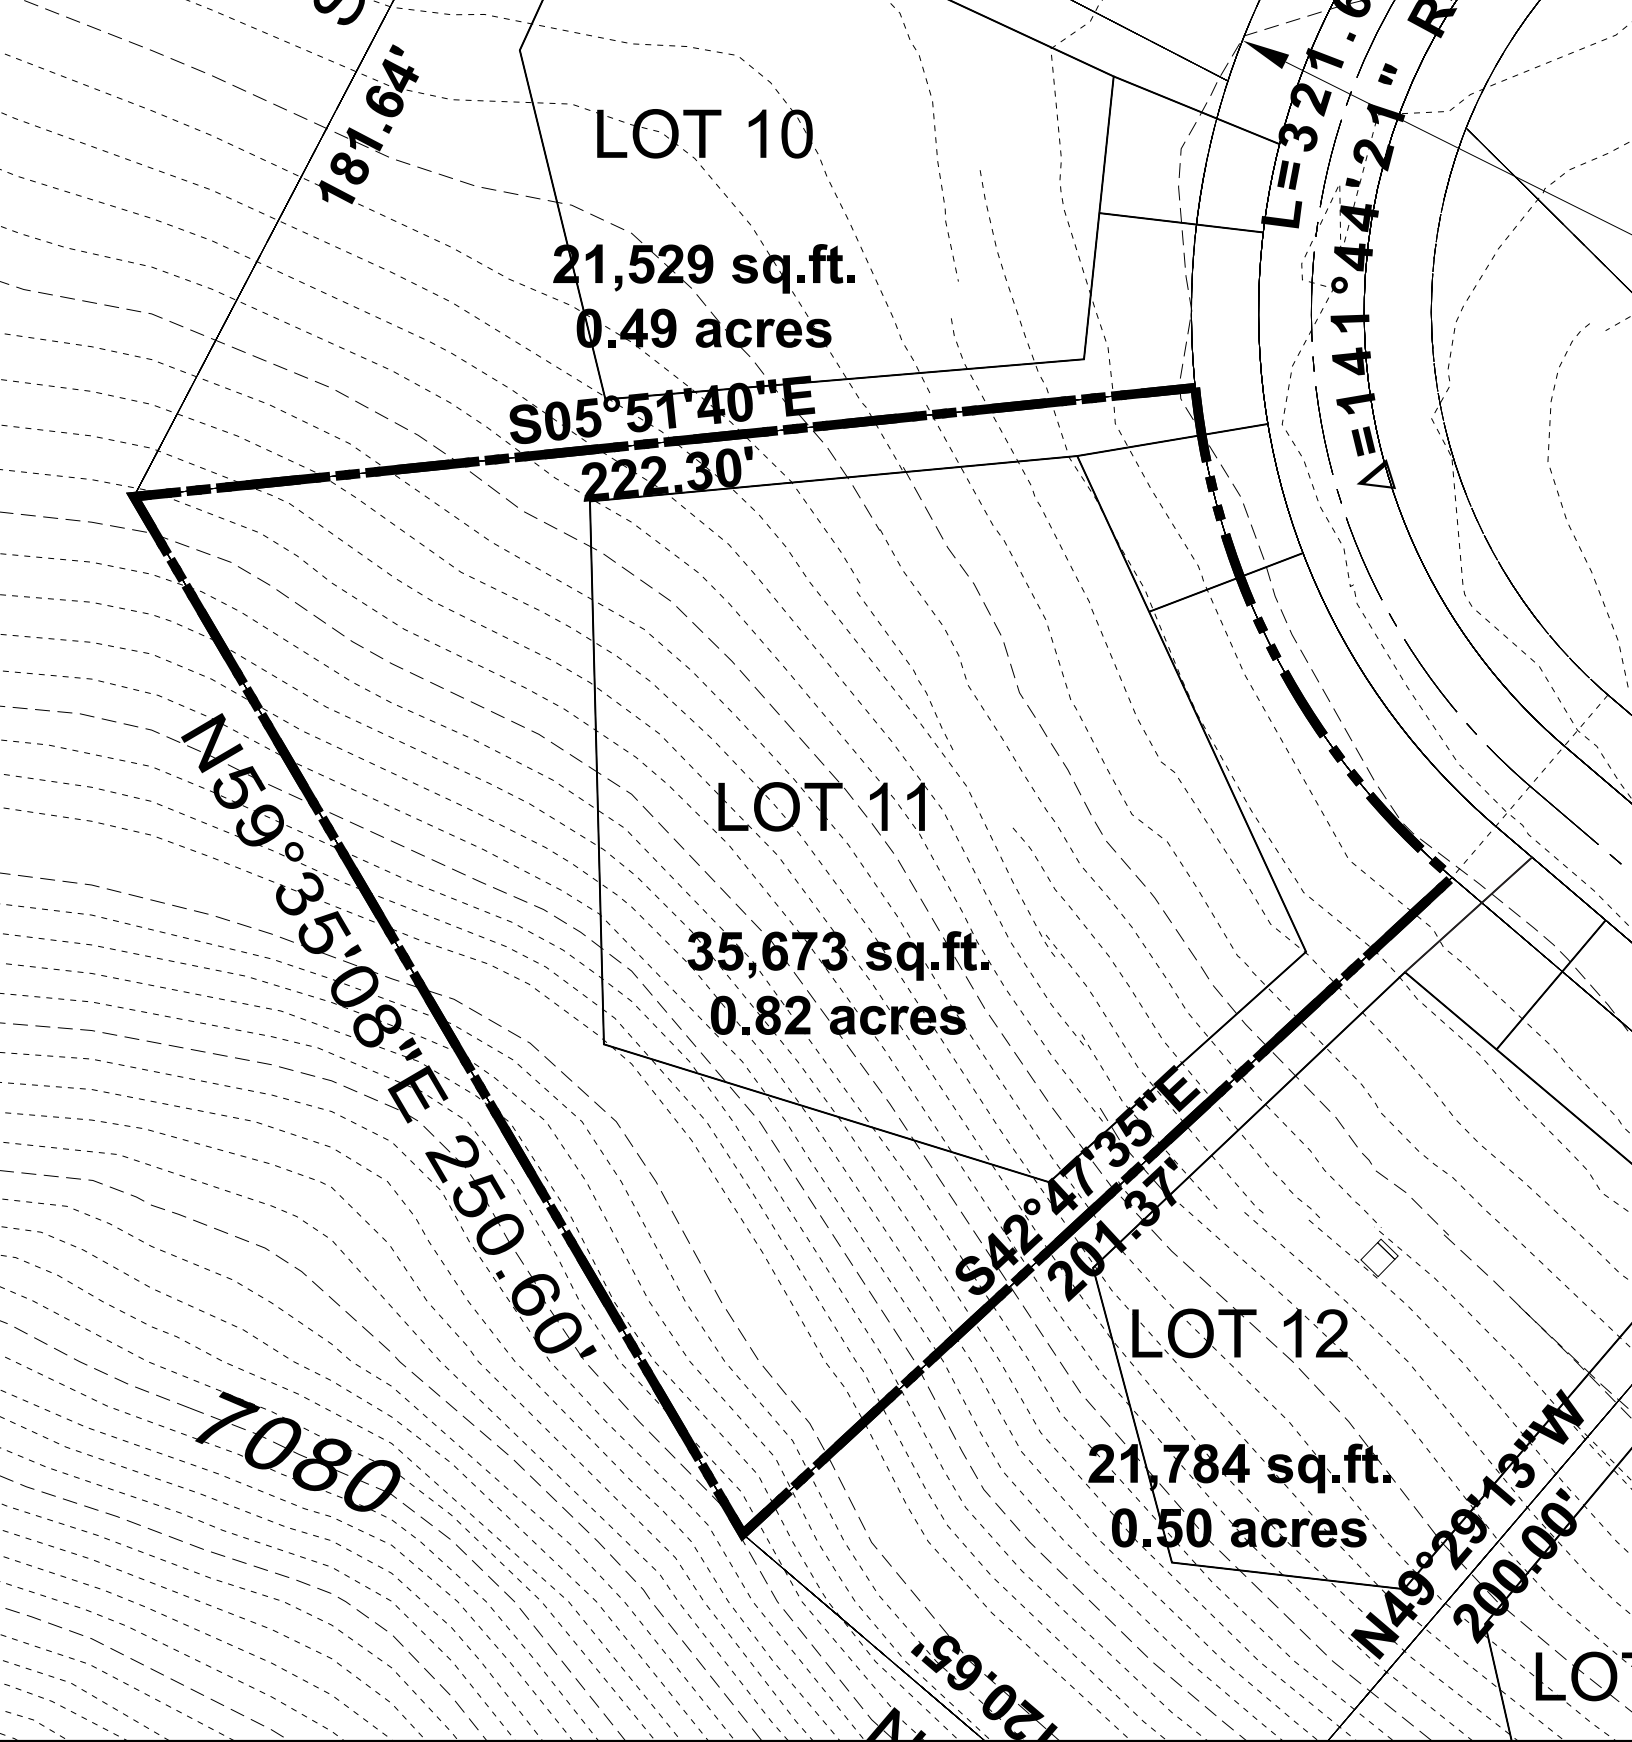 181.64'
LOT 10
21,529 sq.ft.
0.49 acres
L=321.6
Δ=141°44'21" R
S05°51'40"E
222.30'
N59°35'08"E 250.60'
LOT 11
35,673 sq.ft.
0.82 acres
S42°47'35"E
201.37'
LOT 12
21,784 sq.ft.
0.50 acres
N49°29'13"W
200.00'
7080
120.65'
LOT